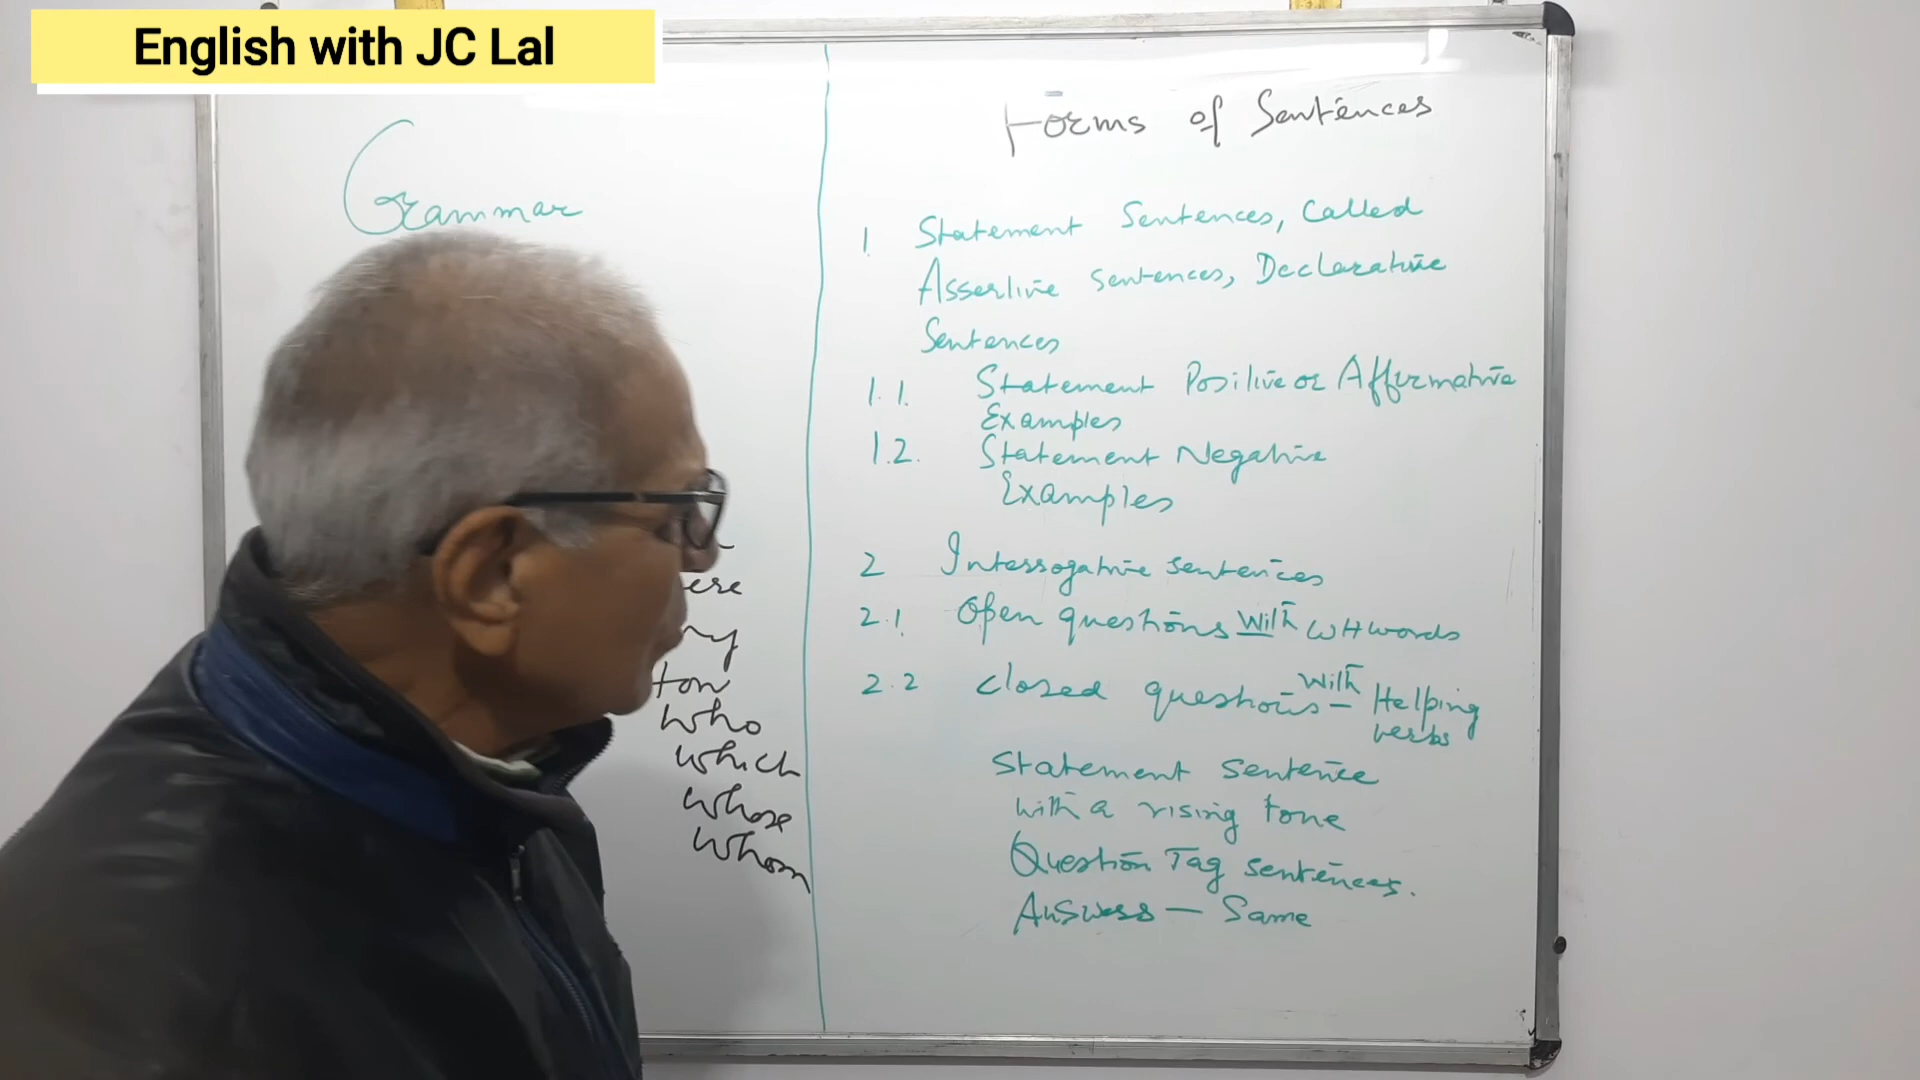 English with JC Lal
Grammar
who
which
whose
whom
Forms of Sentences
1 Statement Sentences, Called
Assertive sentences, Declarative
Sentences
1.1. Statement Positive or Affirmative
Examples
1.2. Statement Negative
Examples
2 Interrogative sentences
2.1 Open questions with WH words
2.2 closed questions – with Helping
verbs
Statement sentence
with a rising tone
Question Tag sentences.
Answers – Same